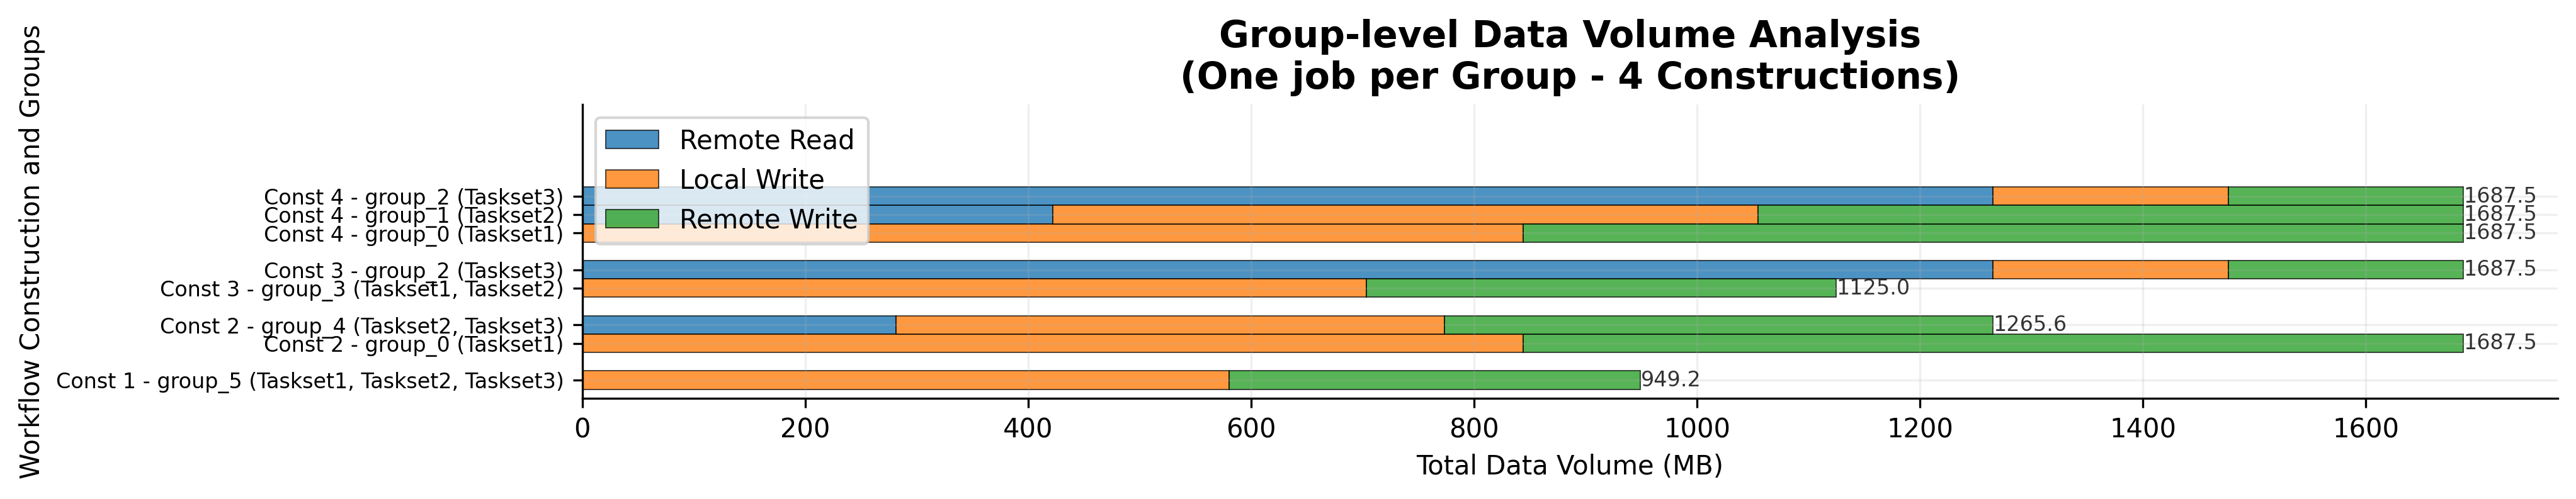 Group-level Data Volume Analysis
(One job per Group - 4 Constructions)
Workflow Construction and Groups
Remote Read
Local Write
Remote Write
Const 4 - group_2 (Taskset3)
1687.5
Const 4 - group_1 (Taskset2)
1687.5
Const 4 - group_0 (Taskset1)
1687.5
Const 3 - group_2 (Taskset3)
1687.5
Const 3 - group_3 (Taskset1, Taskset2)
1125.0
Const 2 - group_4 (Taskset2, Taskset3)
1265.6
Const 2 - group_0 (Taskset1)
1687.5
Const 1 - group_5 (Taskset1, Taskset2, Taskset3)
949.2
0 200 400 600 800 1000 1200 1400 1600
Total Data Volume (MB)